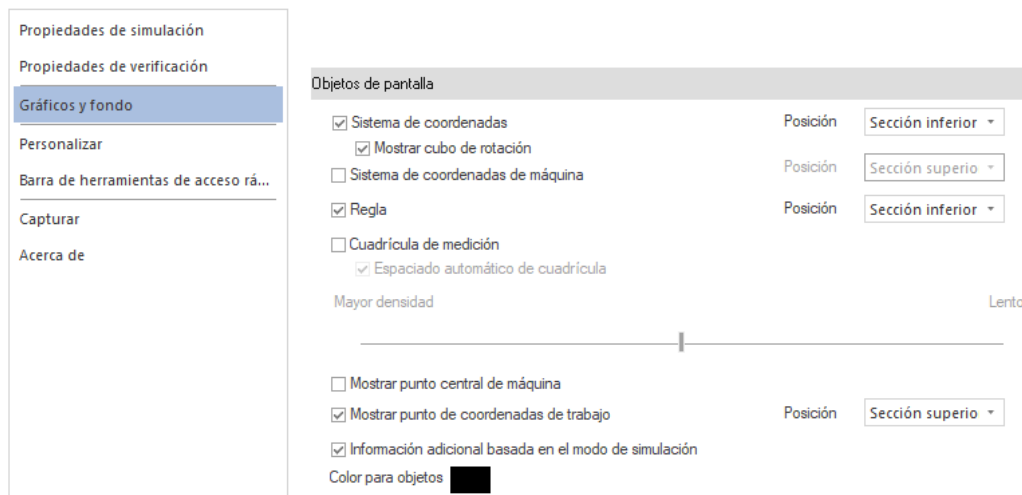 Propiedades de simulación
Propiedades de verificación
Gráficos y fondo
Personalizar
Barra de herramientas de acceso rá...
Capturar
Acerca de
Objetos de pantalla
Sistema de coordenadas Posición Sección inferior
Mostrar cubo de rotación
Sistema de coordenadas de máquina Posición Sección superio
Regla Posición Sección inferior
Cuadrícula de medición
Espaciado automático de cuadrícula
Mayor densidad Lento
Mostrar punto central de máquina
Mostrar punto de coordenadas de trabajo Posición Sección superio
Información adicional basada en el modo de simulación
Color para objetos